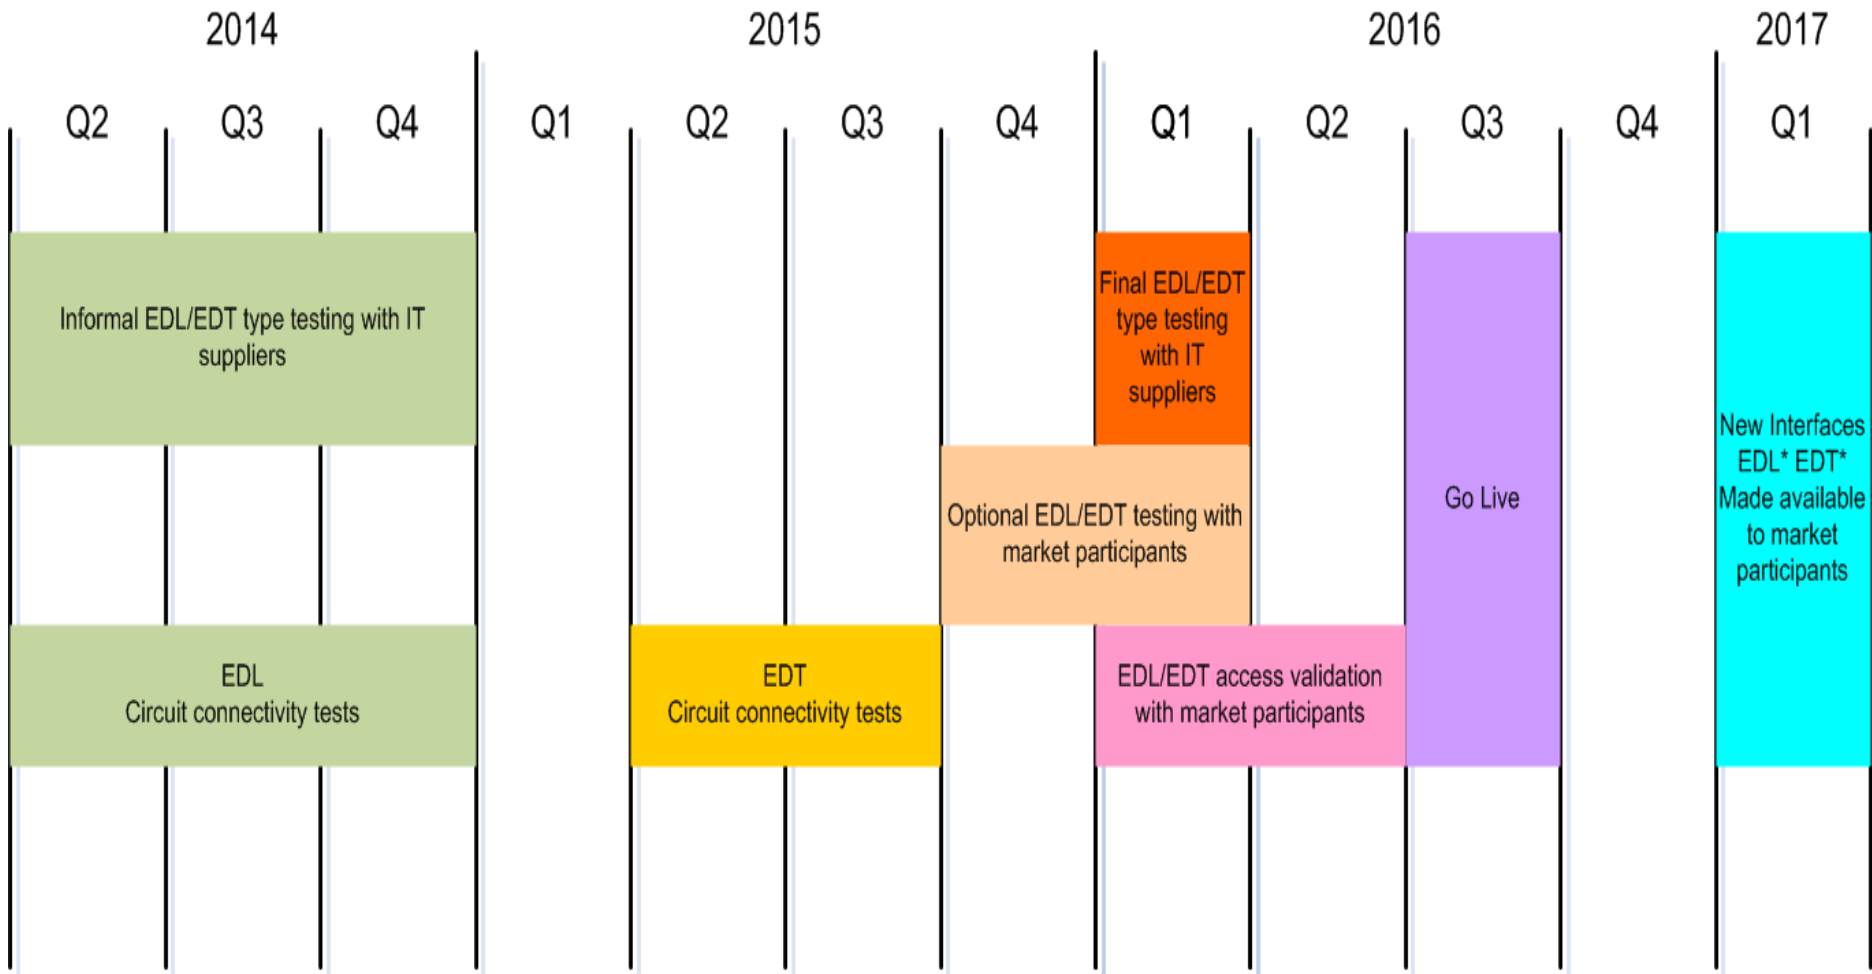 2014
2015
2016
2017
Q2
Q3
Q4
Q1
Q2
Q3
Q4
Q1
Q2
Q3
Q4
Q1
Informal EDL/EDT type testing with IT
suppliers
Final EDL/EDT
type testing
with IT
suppliers
Optional EDL/EDT testing with
market participants
Go Live
New Interfaces
EDL* EDT*
Made available
to market
participants
EDL
Circuit connectivity tests
EDT
Circuit connectivity tests
EDL/EDT access validation
with market participants